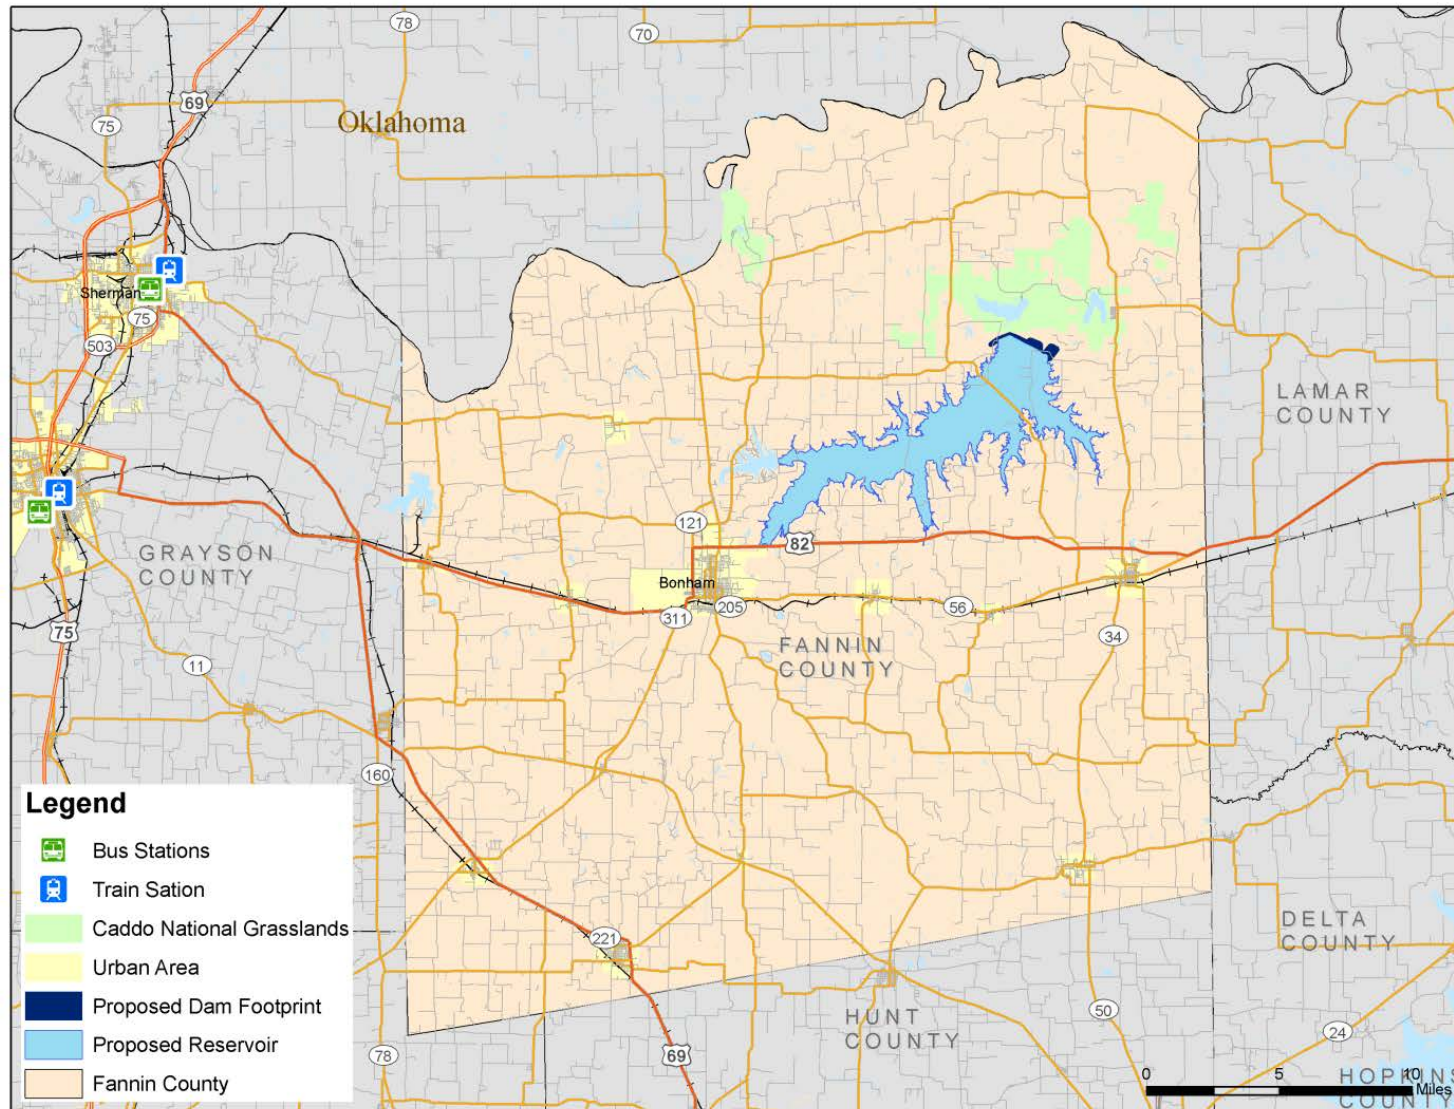 78
70
69
75
Oklahoma
Sherman
75
503
LAMAR
COUNTY
121
82
GRAYSON
COUNTY
Bonham
205
311
56
75
34
FANNIN
COUNTY
11
160
Legend
Bus Stations
Train Sation
Caddo National Grasslands
Urban Area
Proposed Dam Footprint
Proposed Reservoir
Fannin County
221
DELTA
COUNTY
HUNT
COUNTY
50
24
78
69
0 5 10
Miles
HOPKINS
COUNTY